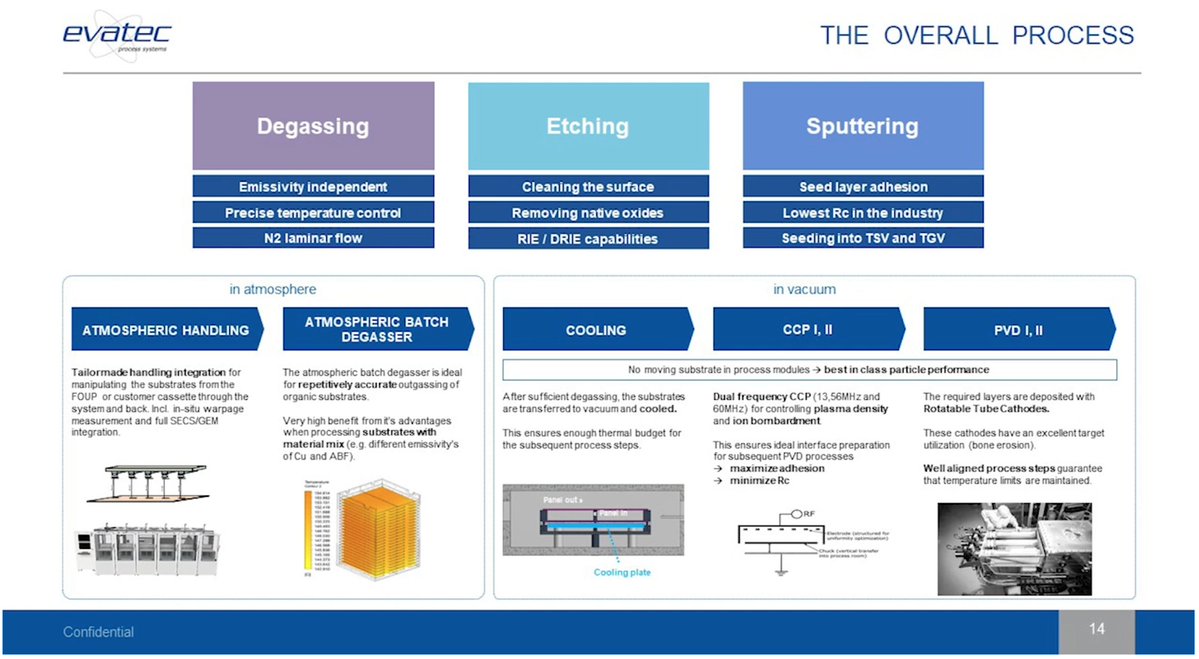 evatec
process systems
THE OVERALL PROCESS
Degassing
Emissivity independent
Precise temperature control
N2 laminar flow
Etching
Cleaning the surface
Removing native oxides
RIE / DRIE capabilities
Sputtering
Seed layer adhesion
Lowest Rc in the industry
Seeding into TSV and TGV
in atmosphere
ATMOSPHERIC HANDLING
Tailormade handling integration for
manipulating the substrates from the
FOUP or customer cassette through the
system and back. Incl. in-situ warpage
measurement and full SECS/GEM
integration.
ATMOSPHERIC BATCH
DEGASSER
The atmospheric batch degasser is ideal
for repetitively accurate outgassing of
organic substrates.
Very high benefit from it's advantages
when processing substrates with
material mix (e.g. different emissivity's
of Cu and ABF).
Temperature
in vacuum
COOLING
CCP I, II
PVD I, II
No moving substrate in process modules → best in class particle performance
After sufficient degassing, the substrates
are transferred to vacuum and cooled.
This ensures enough thermal budget for
the subsequent process steps.
Panel out
Panel in
Cooling plate
Dual frequency CCP (13,56MHz and
60MHz) for controlling plasma density
and ion bombardment.
This ensures ideal interface preparation
for subsequent PVD processes
→ maximize adhesion
→ minimize Rc
RF
Electrode (structured for
uniformity optimization)
Chuck (vertical transfer
into process room)
The required layers are deposited with
Rotatable Tube Cathodes.
These cathodes have an excellent target
utilization (bone erosion).
Well aligned process steps guarantee
that temperature limits are maintained.
Confidential
14